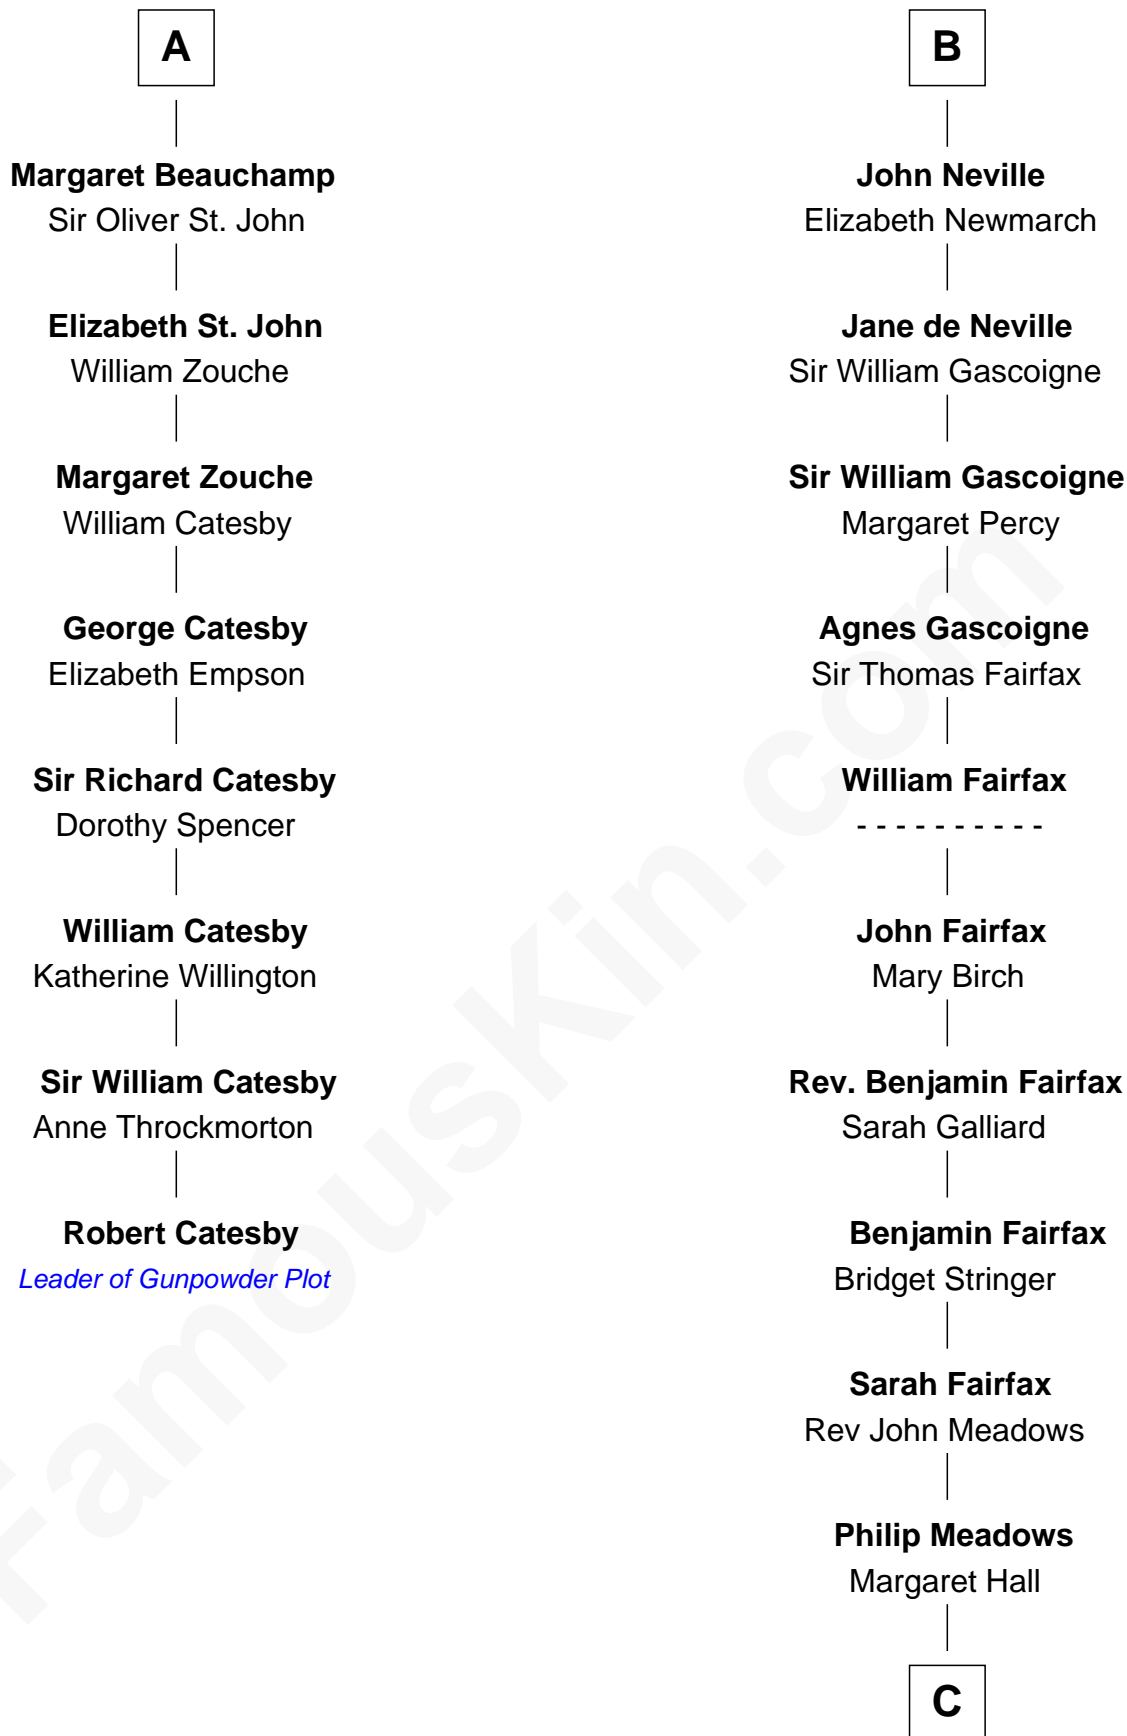 A
Margaret Beauchamp
Sir Oliver St. John
Elizabeth St. John
William Zouche
Margaret Zouche
William Catesby
George Catesby
Elizabeth Empson
Sir Richard Catesby
Dorothy Spencer
William Catesby
Katherine Willington
Sir William Catesby
Anne Throckmorton
Robert Catesby
Leader of Gunpowder Plot
B
John Neville
Elizabeth Newmarch
Jane de Neville
Sir William Gascoigne
Sir William Gascoigne
Margaret Percy
Agnes Gascoigne
Sir Thomas Fairfax
William Fairfax
- - - - - - - - - -
John Fairfax
Mary Birch
Rev. Benjamin Fairfax
Sarah Galliard
Benjamin Fairfax
Bridget Stringer
Sarah Fairfax
Rev John Meadows
Philip Meadows
Margaret Hall
C
FamousKin.com